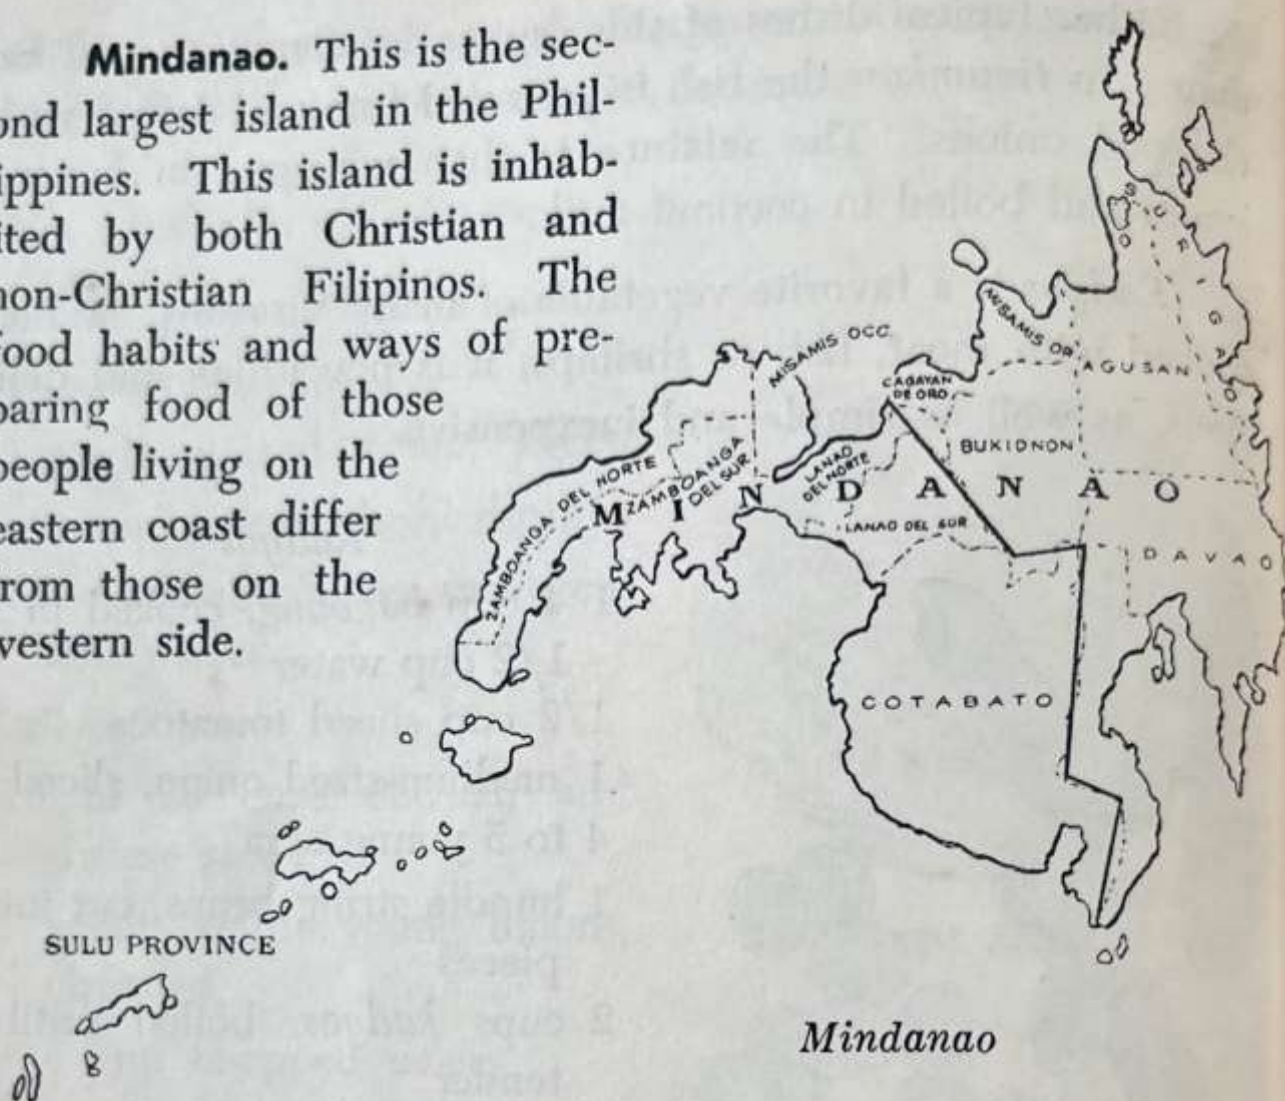 Mindanao. This is the sec-
ond largest island in the Phil-
ippines. This island is inhab-
ited by both Christian and
non-Christian Filipinos. The
food habits and ways of pre-
paring food of those
people living on the
eastern coast differ
from those on the
western side.
SURIGAO
MISAMIS OCC.
MISAMIS OR.
AGUSAN
CAGAYAN
DE ORO
BUKIDNON
LANAO
DEL NORTE
ZAMBOANGA DEL NORTE
ZAMBOANGA
DEL SUR
MINDANAO
LANAO DEL SUR
DAVAO
COTABATO
SULU PROVINCE
Mindanao